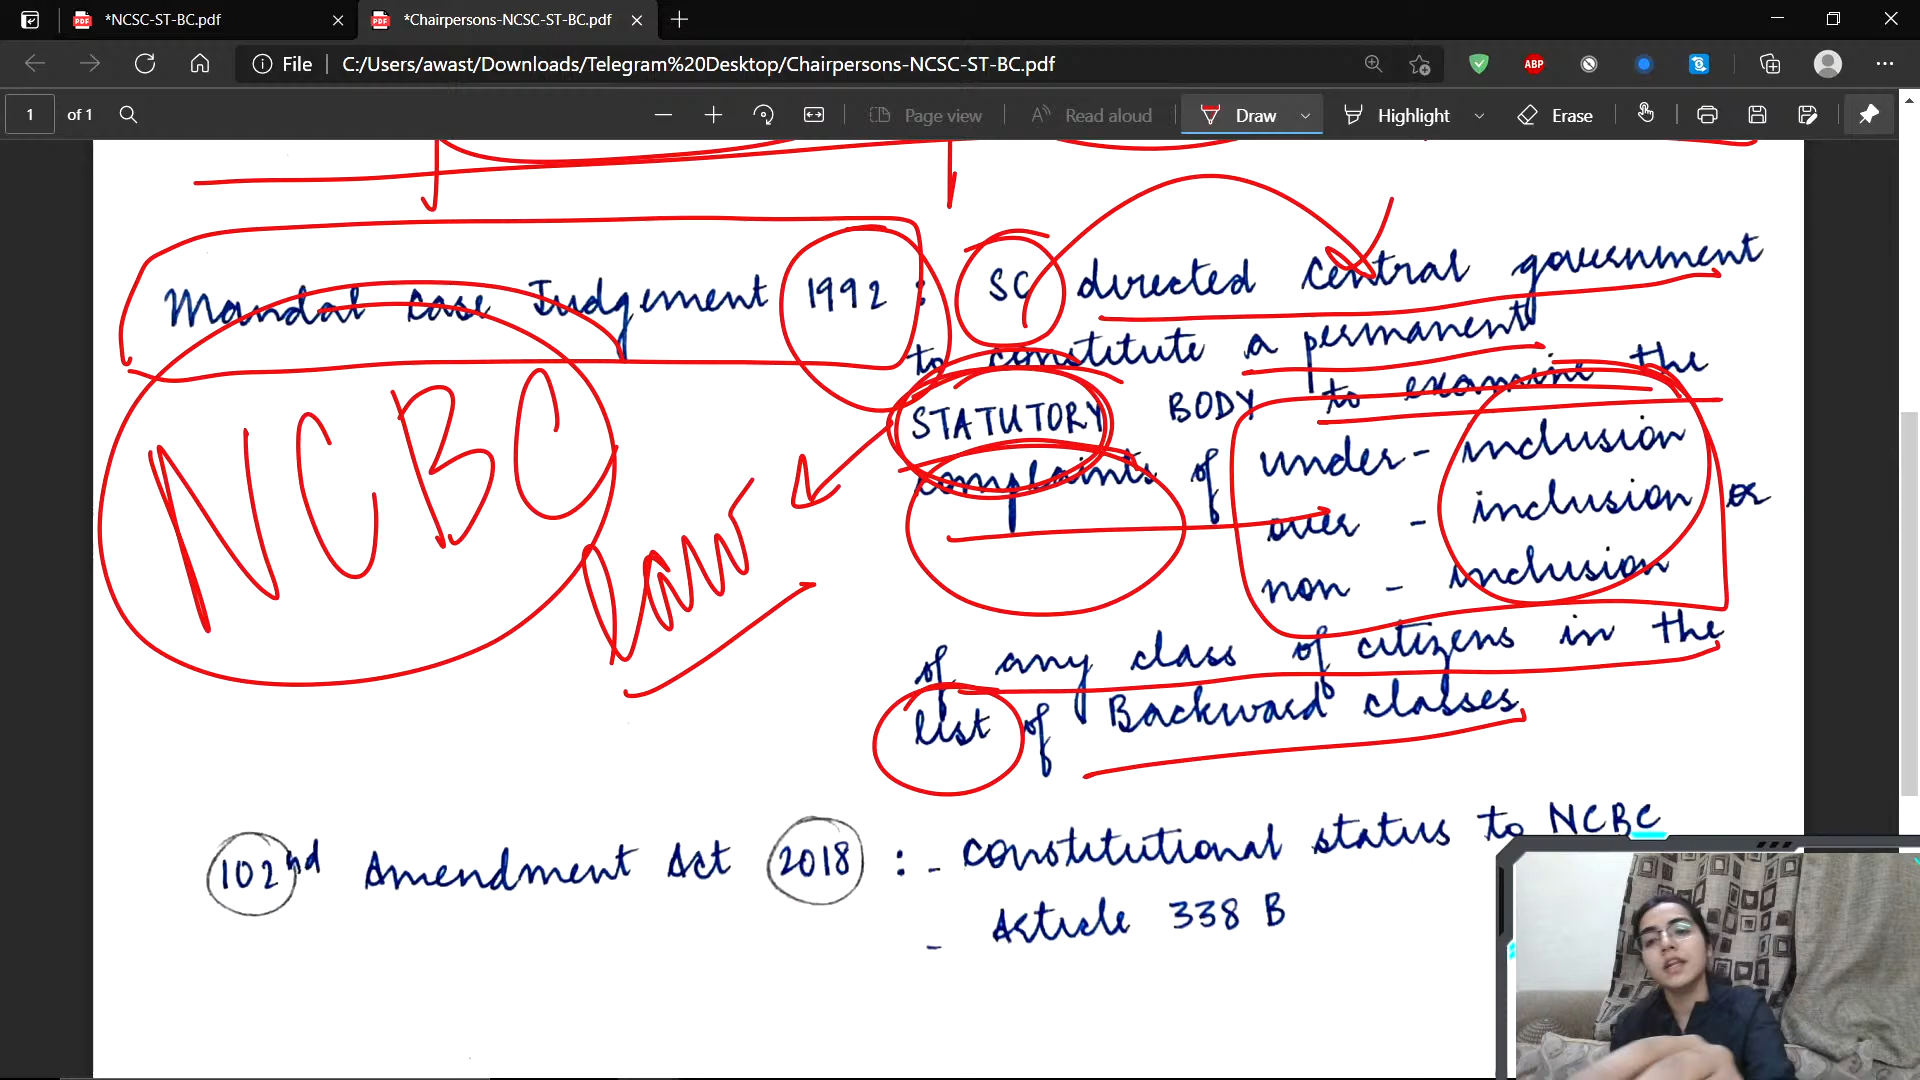 *NCSC-ST-BC.pdf
*Chairpersons-NCSC-ST-BC.pdf
File
C:/Users/awast/Downloads/Telegram%20Desktop/Chairpersons-NCSC-ST-BC.pdf
ABP
1 of 1
Page view
Read aloud
Draw
Highlight
Erase
Mandal case Judgement 1992 : SC directed central government
to constitute a permanent
STATUTORY BODY to examine the
complaints of under - inclusion
over - inclusion or
non - inclusion
of any class of citizens in the
list of Backward classes
NCBC
Law
102nd Amendment Act 2018 : - constitutional status to NCBC
- Article 338 B